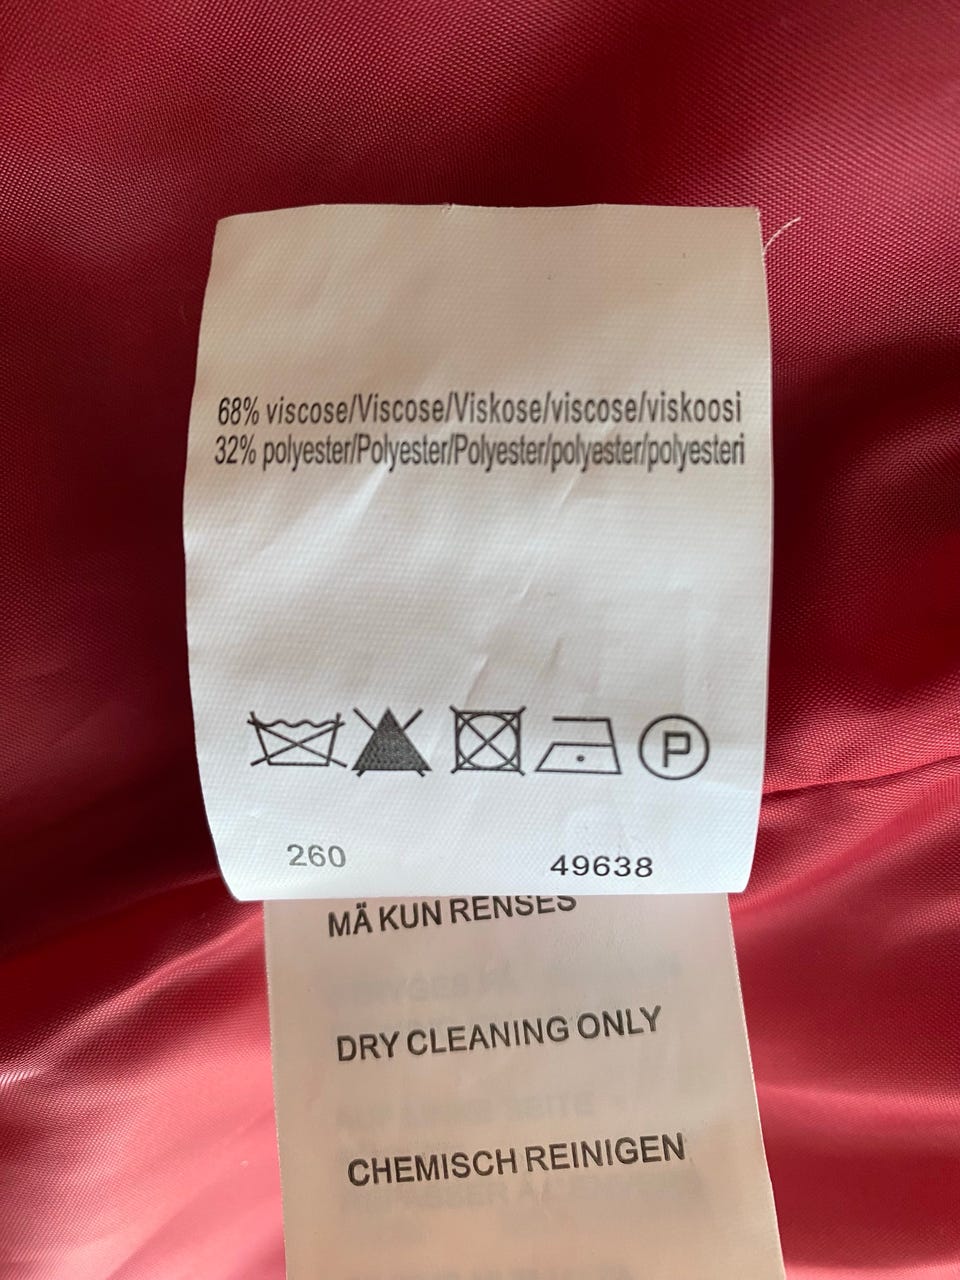 68% viscose/Viscose/Viskose/viscose/viskoosi
32% polyester/Polyester/Polyester/polyester/polyesteri
P
260 49638
MÄ KUN RENSES
DRY CLEANING ONLY
CHEMISCH REINIGEN